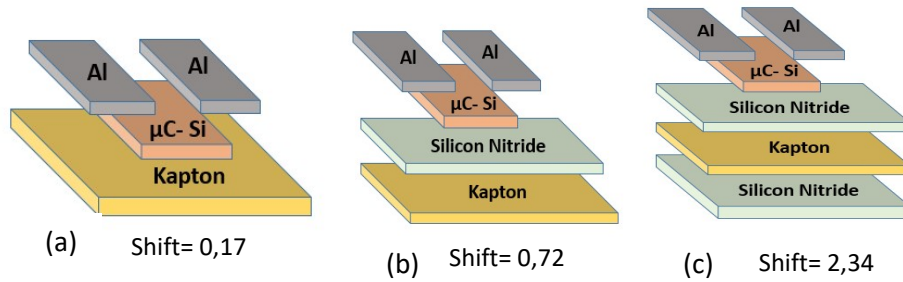 Al
Al
µC- Si
Kapton
(a)
Shift= 0,17
Al
Al
µC- Si
Silicon Nitride
Kapton
(b)
Shift= 0,72
Al
Al
µC- Si
Silicon Nitride
Kapton
Silicon Nitride
(c)
Shift= 2,34